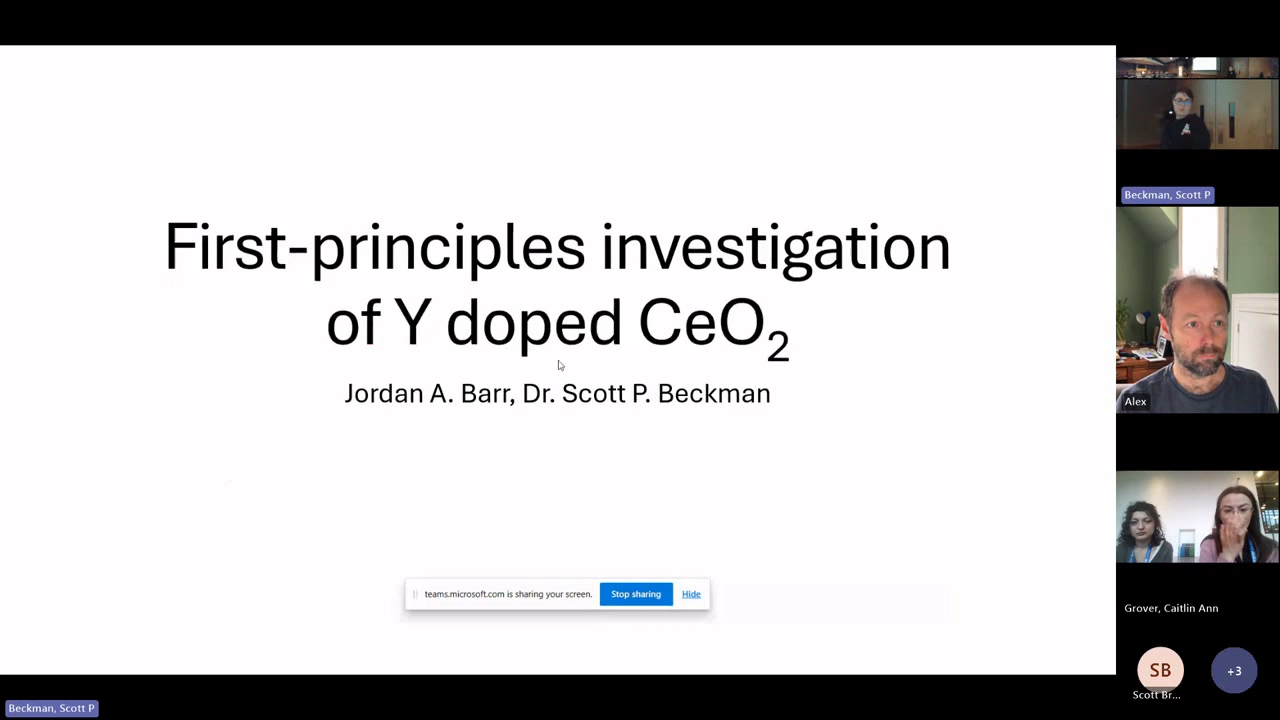 First-principles investigation
of Y doped CeO2
Jordan A. Barr, Dr. Scott P. Beckman
teams.microsoft.com is sharing your screen.
Stop sharing
Hide
Beckman, Scott P
Beckman, Scott P
Alex
Grover, Caitlin Ann
SB
+3
Scott Br...